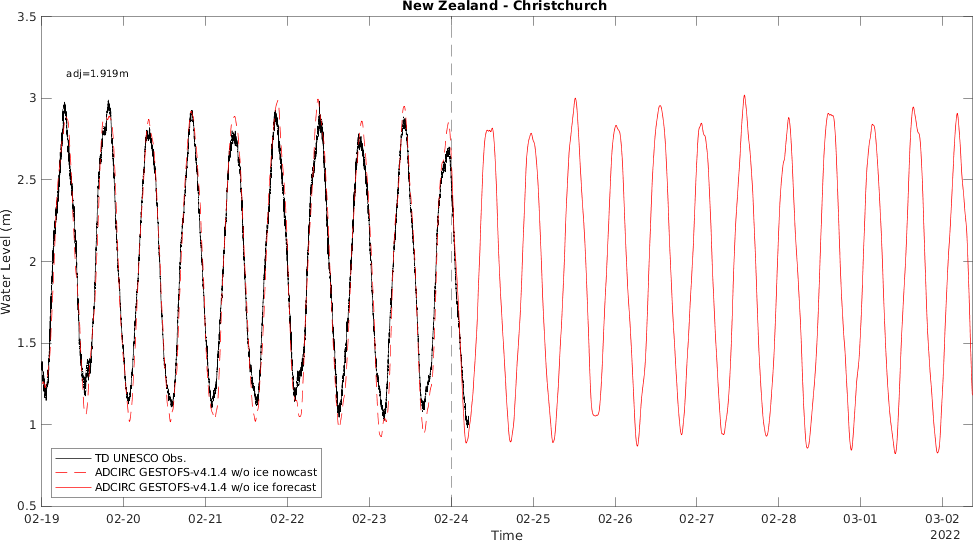 New Zealand - Christchurch
3.5
adj=1.919m
3
2.5
2
Water Level (m)
1.5
1
TD UNESCO Obs.
ADCIRC GESTOFS-v4.1.4 w/o ice nowcast
ADCIRC GESTOFS-v4.1.4 w/o ice forecast
0.5
02-19 02-20 02-21 02-22 02-23 02-24 02-25 02-26 02-27 02-28 03-01 03-02
Time 2022